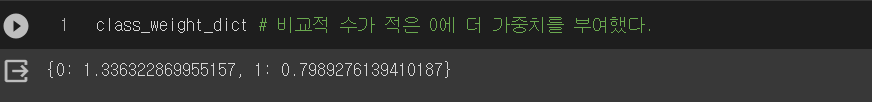 1 class_weight_dict # 비교적 수가 적은 0에 더 가중치를 부여했다.
{0: 1.336322869955157, 1: 0.7989276139410187}